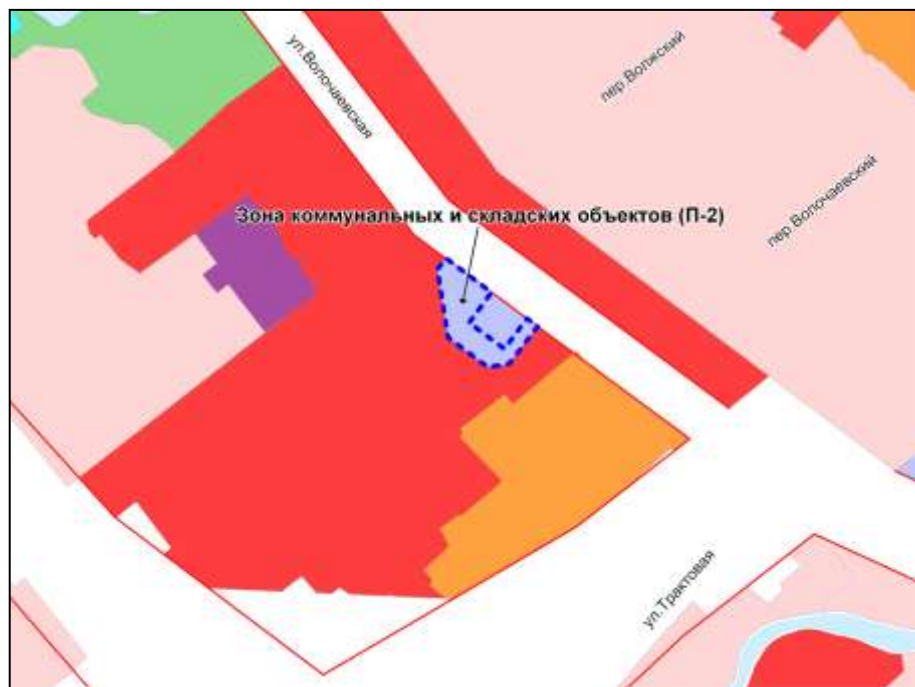 ул.Волочаевская
пер.Волжский
пер.Волочаевский
Зона коммунальных и складских объектов (П-2)
ул.Трактовая